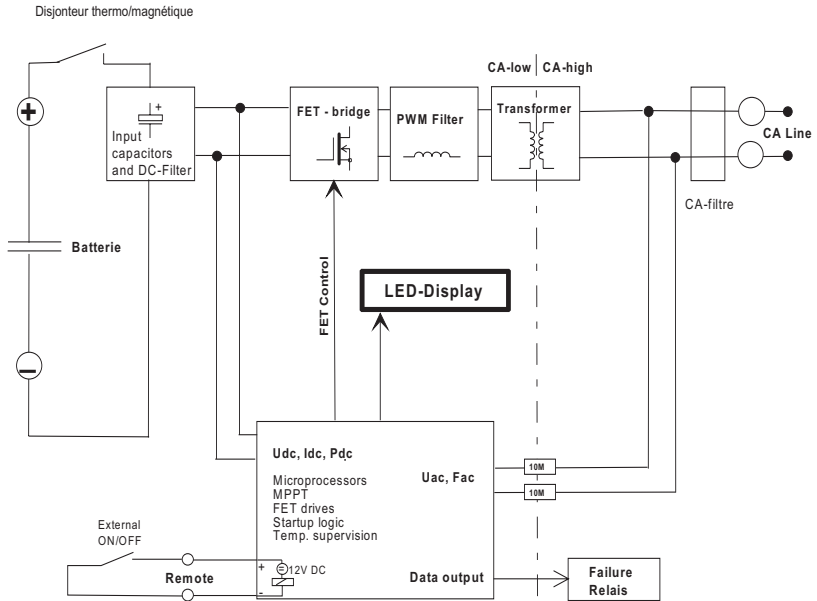 Disjonteur thermo/magnétique
CA-low | CA-high
+
+
Input
capacitors
and DC-Filter
FET - bridge
PWM Filter
Transformer
CA Line
CA-filtre
Batterie
FET Control
LED-Display
Udc, Idc, Pdc
Microprocessors
MPPT
FET drives
Startup logic
Temp. supervision
Uac, Fac
10M
10M
External
ON/OFF
Remote
+
12V DC
-
Data output
Failure
Relais